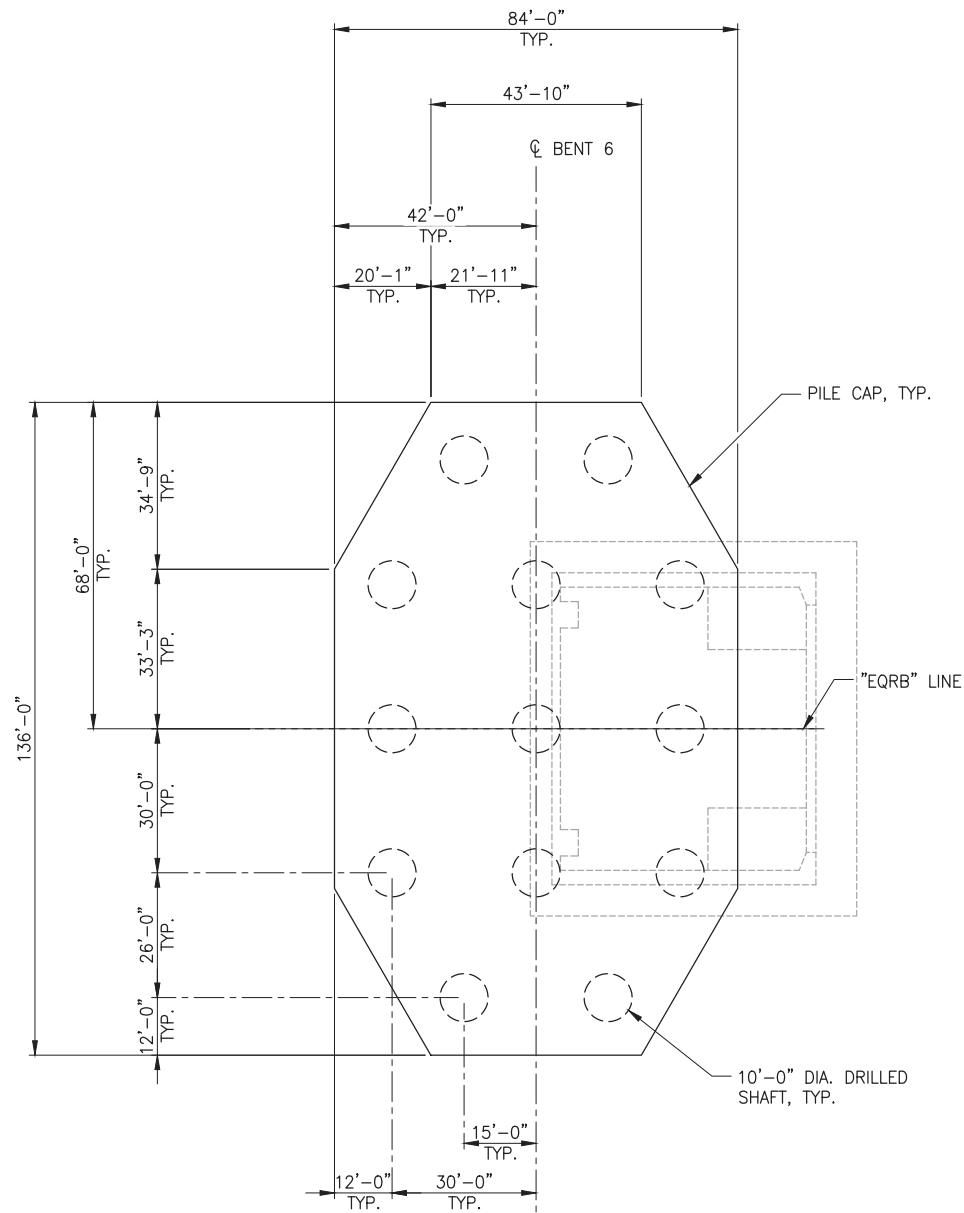 84’-0”
TYP.
43’-10”
℄ BENT 6
42’-0”
TYP.
20’-1”
TYP.
21’-11”
TYP.
PILE CAP, TYP.
34’-9”
TYP.
68’-0”
TYP.
33’-3”
TYP.
"EQRB" LINE
136’-0”
30’-0”
TYP.
26’-0”
TYP.
12’-0”
TYP.
10’-0” DIA. DRILLED
SHAFT, TYP.
15’-0”
TYP.
12’-0”
TYP.
30’-0”
TYP.